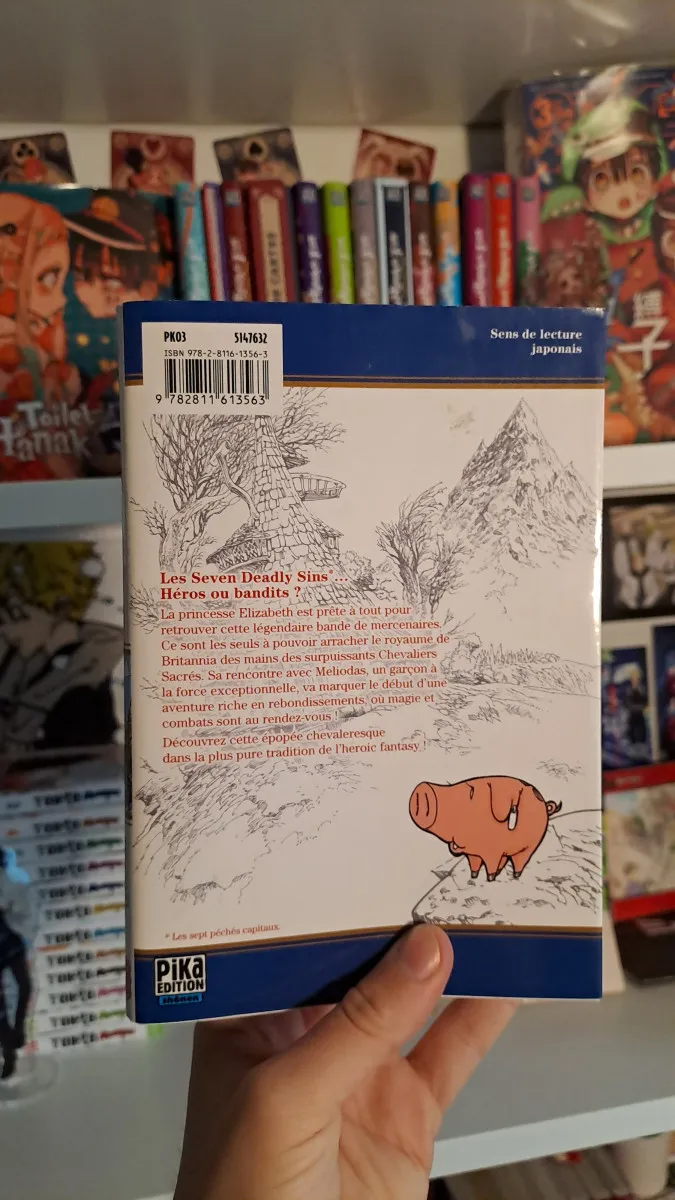 PK03 5147632
ISBN 978-2-8116-1356-3
9 782811 613563
Sens de lecture
japonais
Les Seven Deadly Sins*...
Héros ou bandits ?
La princesse Elizabeth est prête à tout pour
retrouver cette légendaire bande de mercenaires.
Ce sont les seuls à pouvoir arracher le royaume de
Britannia des mains des surpuissants Chevaliers
Sacrés. Sa rencontre avec Meliodas, un garçon à
la force exceptionnelle, va marquer le début d'une
aventure riche en rebondissements, où magie et
combats sont au rendez-vous !
Découvrez cette épopée chevaleresque
dans la plus pure tradition de l'heroic fantasy !
* Les sept péchés capitaux.
Pika
EDITION
shônen
Toilet
Hanak
3
縛
子